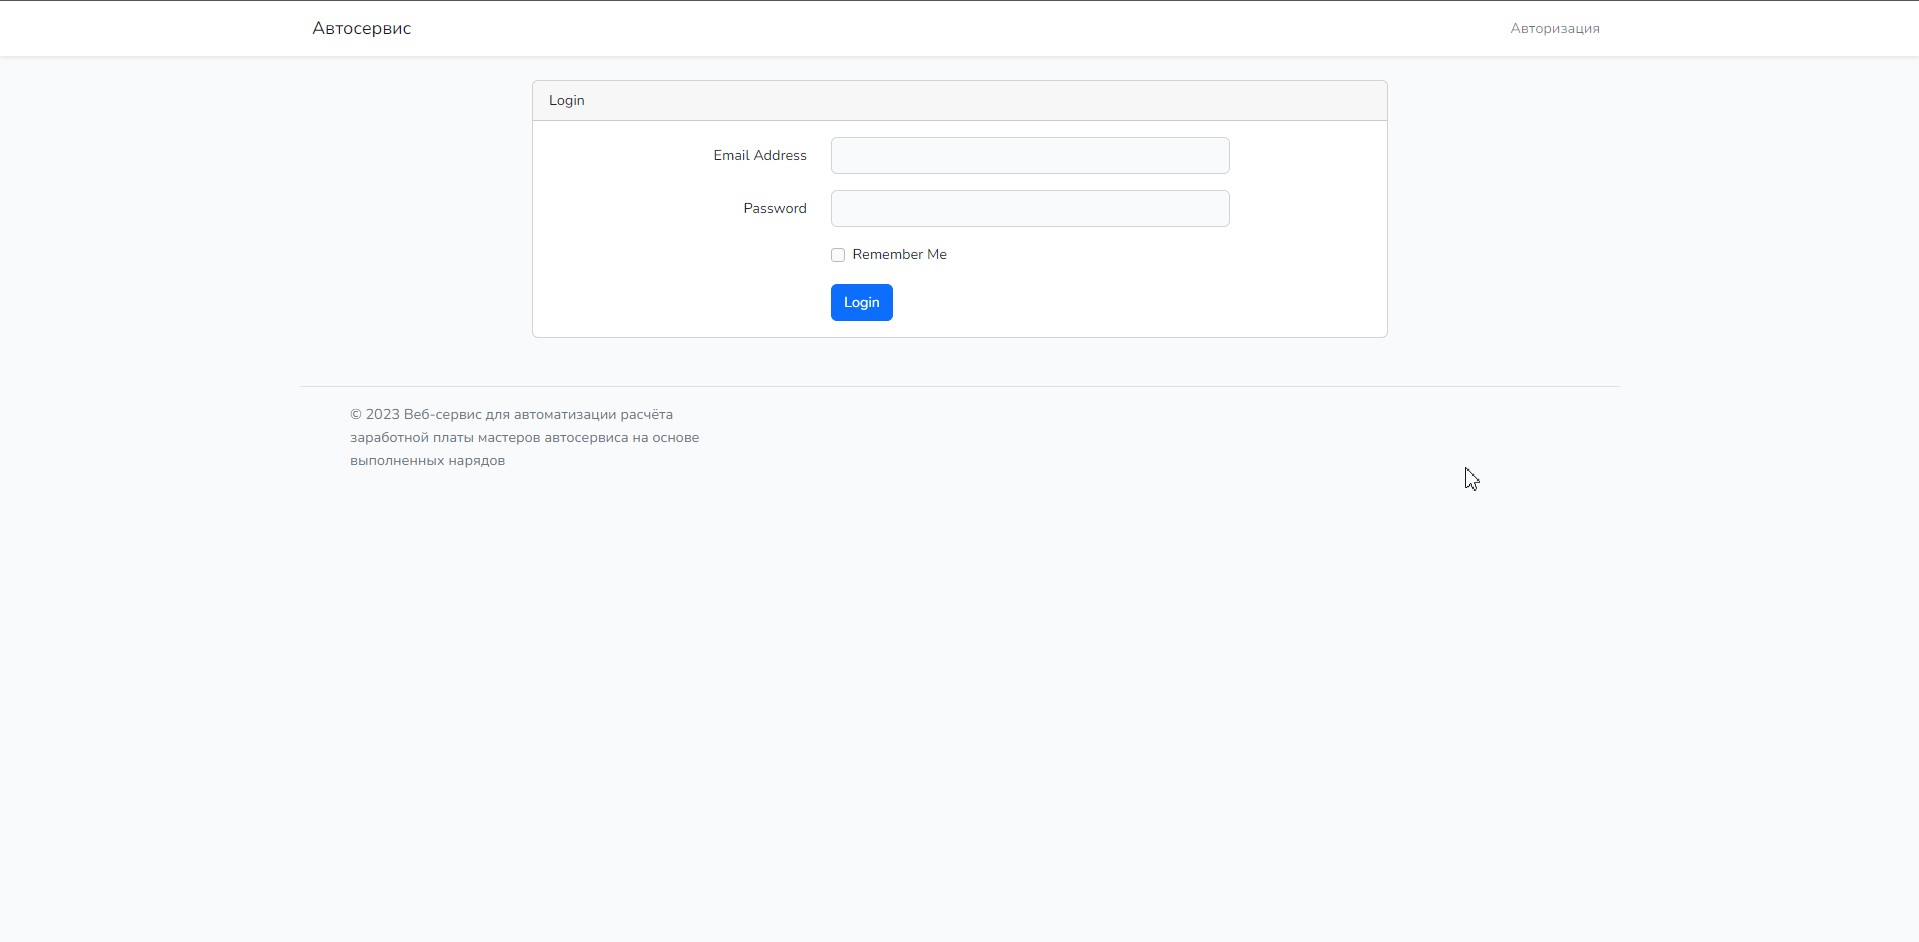 Автосервис
Авторизация
Login
Email Address
Password
Remember Me
Login
© 2023 Веб-сервис для автоматизации расчёта
заработной платы мастеров автосервиса на основе
выполненных нарядов